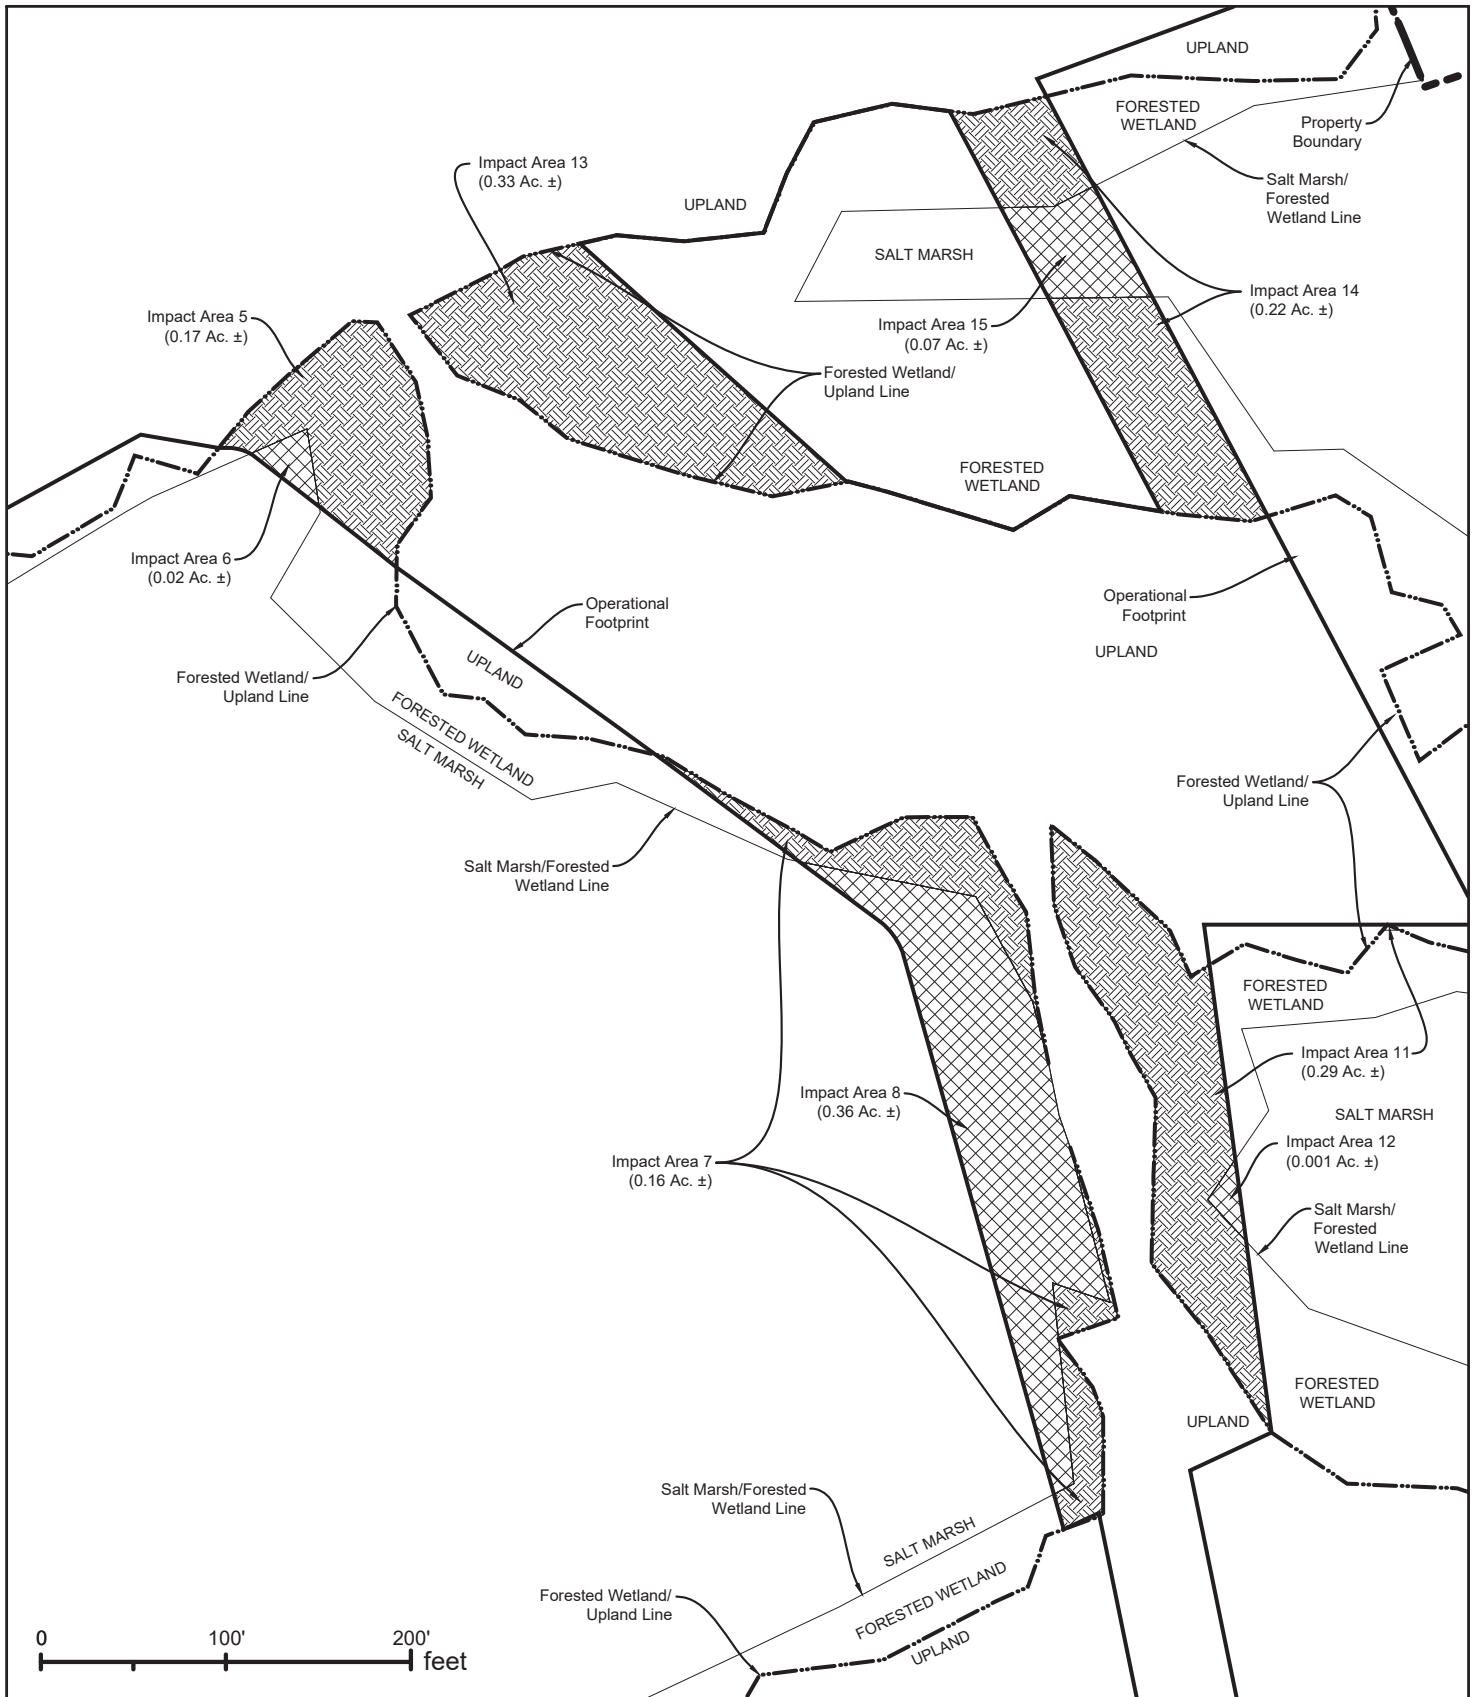 UPLAND
FORESTED
WETLAND
Property
Boundary
Impact Area 13
(0.33 Ac. ±)
Salt Marsh/
Forested
Wetland Line
UPLAND
SALT MARSH
Impact Area 14
(0.22 Ac. ±)
Impact Area 5
(0.17 Ac. ±)
Impact Area 15
(0.07 Ac. ±)
Forested Wetland/
Upland Line
FORESTED
WETLAND
Impact Area 6
(0.02 Ac. ±)
Operational
Footprint
Operational
Footprint
UPLAND
UPLAND
Forested Wetland/
Upland Line
FORESTED WETLAND
SALT MARSH
Forested Wetland/
Upland Line
Salt Marsh/Forested
Wetland Line
FORESTED
WETLAND
Impact Area 11
(0.29 Ac. ±)
Impact Area 8
(0.36 Ac. ±)
SALT MARSH
Impact Area 12
(0.001 Ac. ±)
Impact Area 7
(0.16 Ac. ±)
Salt Marsh/
Forested
Wetland Line
FORESTED
WETLAND
UPLAND
Salt Marsh/Forested
Wetland Line
SALT MARSH
FORESTED WETLAND
UPLAND
Forested Wetland/
Upland Line
0 100' 200'
feet